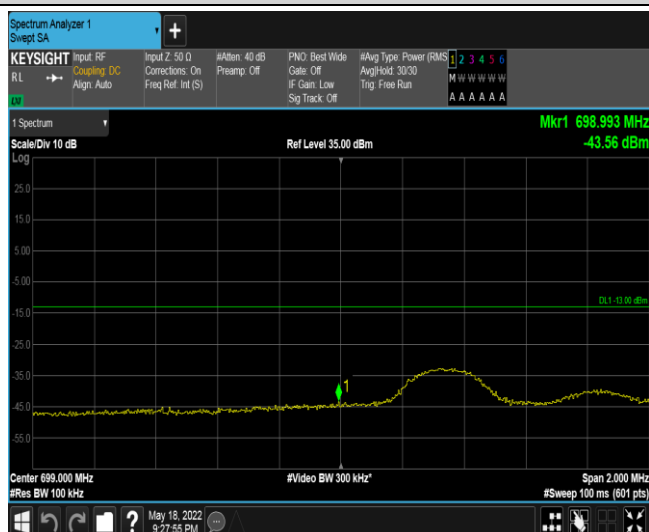 Spectrum Analyzer 1
Swept SA
+
KEYSIGHT
RL
Input: RF
Coupling: DC
Align: Auto
Input Z: 50 Ω
Corrections: On
Freq Ref: Int (S)
#Atten: 40 dB
Preamp: Off
PNO: Best Wide
Gate: Off
IF Gain: Low
Sig Track: Off
#Avg Type: Power (RMS
Avg|Hold: 30/30
Trig: Free Run
1 2 3 4 5 6
M W W W W W
A A A A A A
1 Spectrum
Scale/Div 10 dB
Log
Ref Level 35.00 dBm
Mkr1 698.993 MHz
-43.56 dBm
25.0
15.0
5.00
-5.00
DL1 -13.00 dBm
-15.0
-25.0
-35.0
1
-45.0
-55.0
Center 699.000 MHz
#Video BW 300 kHz*
Span 2.000 MHz
#Res BW 100 kHz
#Sweep 100 ms (601 pts)
?
May 18, 2022
9:27:55 PM